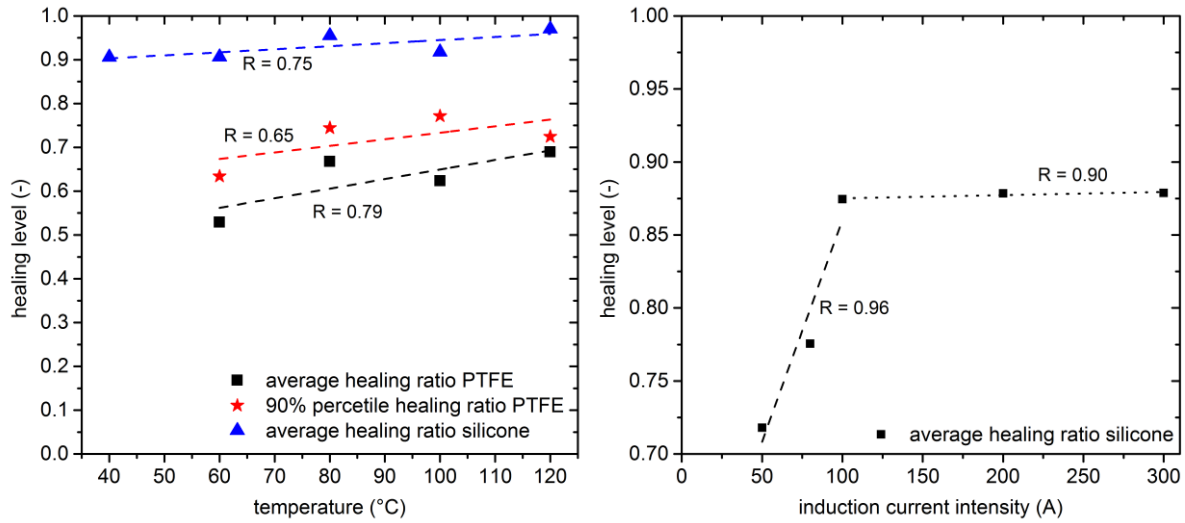 1.0
0.9
0.8
0.7
0.6
0.5
0.4
0.3
0.2
0.1
0.0
healing level (-)
R = 0.75
R = 0.65
R = 0.79
average healing ratio PTFE
90% percetile healing ratio PTFE
average healing ratio silicone
40 50 60 70 80 90 100 110 120
temperature (°C)
1.00
0.95
0.90
0.85
0.80
0.75
0.70
healing level (-)
R = 0.90
R = 0.96
average healing ratio silicone
0 50 100 150 200 250 300
induction current intensity (A)